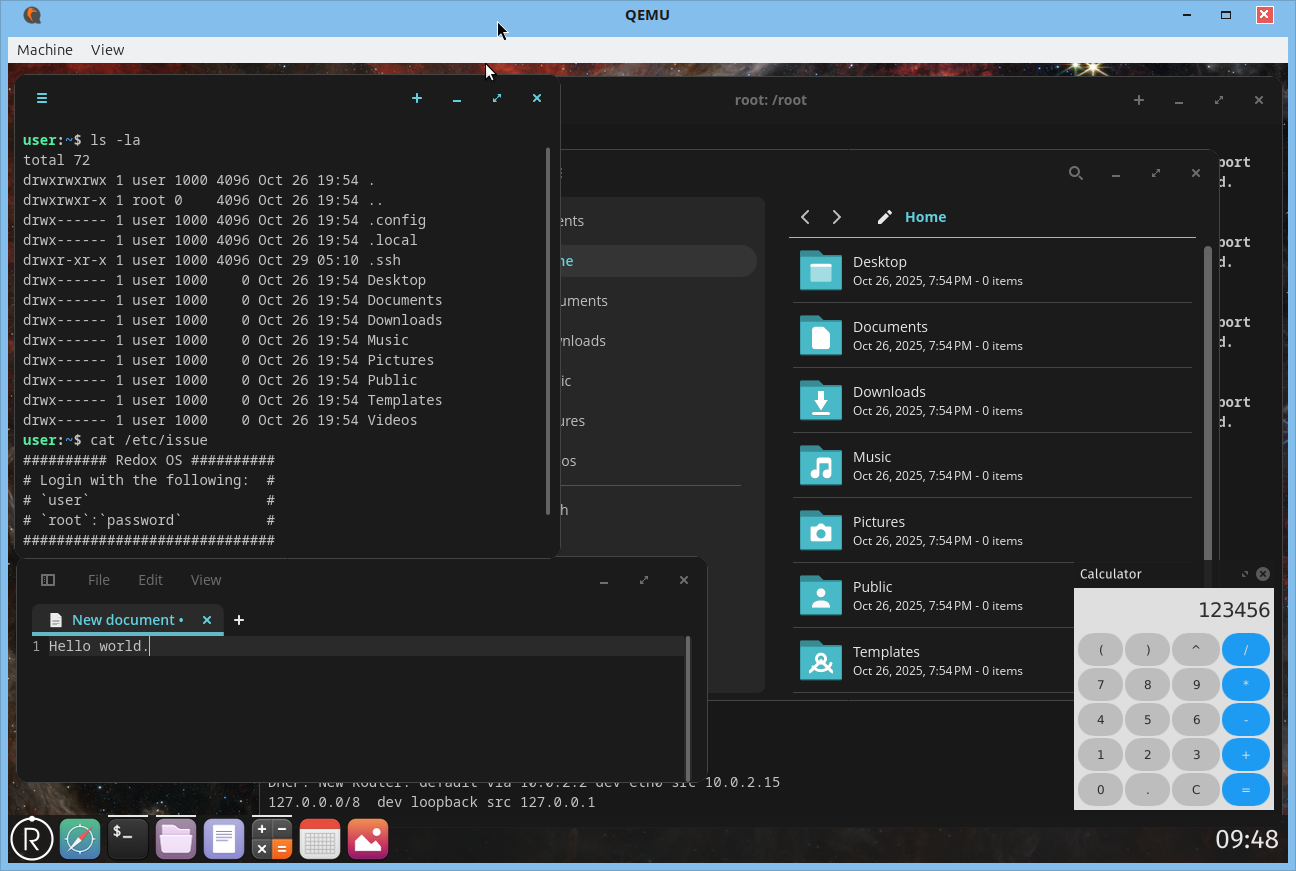 QEMU
Machine View
user:~$ ls -la
total 72
drwxrwxrwx 1 user 1000 4096 Oct 26 19:54 .
drwxrwxr-x 1 root 0    4096 Oct 26 19:54 ..
drwx------ 1 user 1000 4096 Oct 26 19:54 .config
drwx------ 1 user 1000 4096 Oct 26 19:54 .local
drwxr-xr-x 1 user 1000 4096 Oct 29 05:10 .ssh
drwx------ 1 user 1000    0 Oct 26 19:54 Desktop
drwx------ 1 user 1000    0 Oct 26 19:54 Documents
drwx------ 1 user 1000    0 Oct 26 19:54 Downloads
drwx------ 1 user 1000    0 Oct 26 19:54 Music
drwx------ 1 user 1000    0 Oct 26 19:54 Pictures
drwx------ 1 user 1000    0 Oct 26 19:54 Public
drwx------ 1 user 1000    0 Oct 26 19:54 Templates
drwx------ 1 user 1000    0 Oct 26 19:54 Videos
user:~$ cat /etc/issue
########## Redox OS ##########
# Login with the following:  #
# `user`                     #
# `root`:`password`          #
##############################
root: /root
port
d.
port
d.
port
d.
port
d.
ents
ne
uments
nloads
ic
ures
os
h
Home
Desktop
Oct 26, 2025, 7:54 PM - 0 items
Documents
Oct 26, 2025, 7:54 PM - 0 items
Downloads
Oct 26, 2025, 7:54 PM - 0 items
Music
Oct 26, 2025, 7:54 PM - 0 items
Pictures
Oct 26, 2025, 7:54 PM - 0 items
Public
Oct 26, 2025, 7:54 PM - 0 items
Templates
Oct 26, 2025, 7:54 PM - 0 items
File Edit View
New document •
1 Hello world.
DHCP: New Router: default via 10.0.2.2 dev eth0 src 10.0.2.15
127.0.0.0/8  dev loopback src 127.0.0.1
Calculator
123456
( ) ^ /
7 8 9 *
4 5 6 -
1 2 3 +
0 . C =
R
$_
09:48